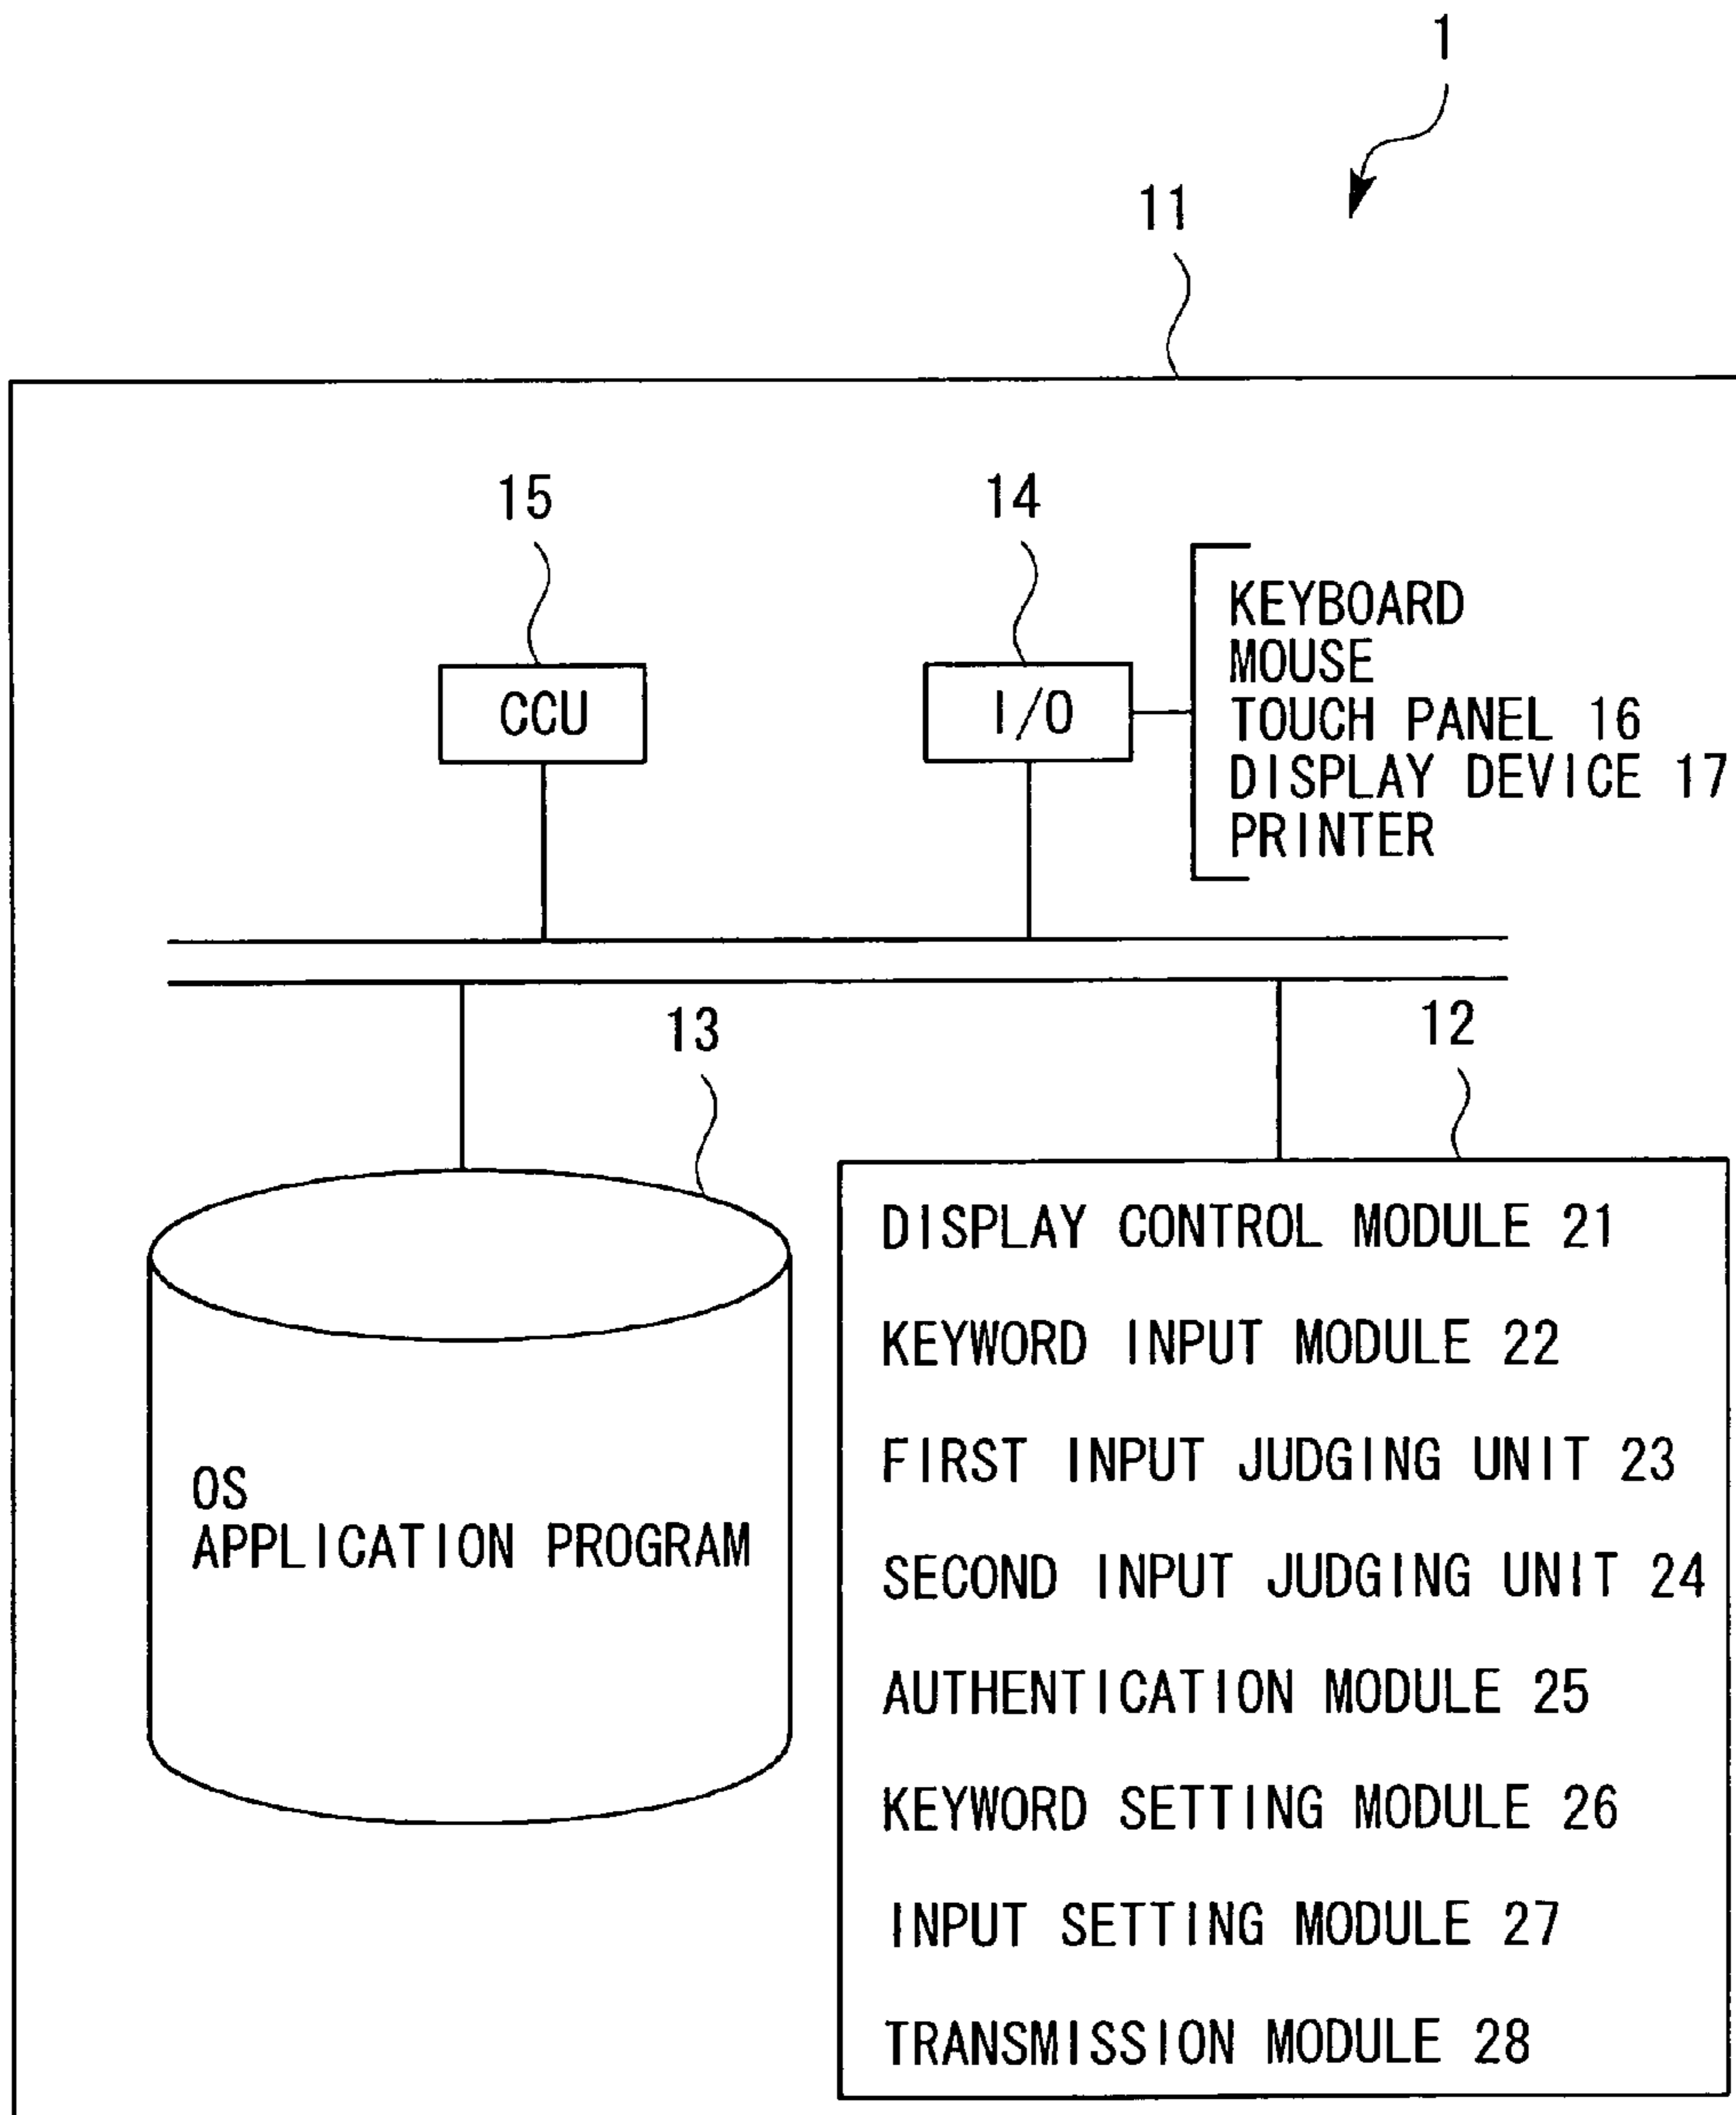 1
11
15
14
CCU
I/O
KEYBOARD
MOUSE
TOUCH PANEL 16
DISPLAY DEVICE 17
PRINTER
13
12
OS
APPLICATION PROGRAM
DISPLAY CONTROL MODULE 21
KEYWORD INPUT MODULE 22
FIRST INPUT JUDGING UNIT 23
SECOND INPUT JUDGING UNIT 24
AUTHENTICATION MODULE 25
KEYWORD SETTING MODULE 26
INPUT SETTING MODULE 27
TRANSMISSION MODULE 28